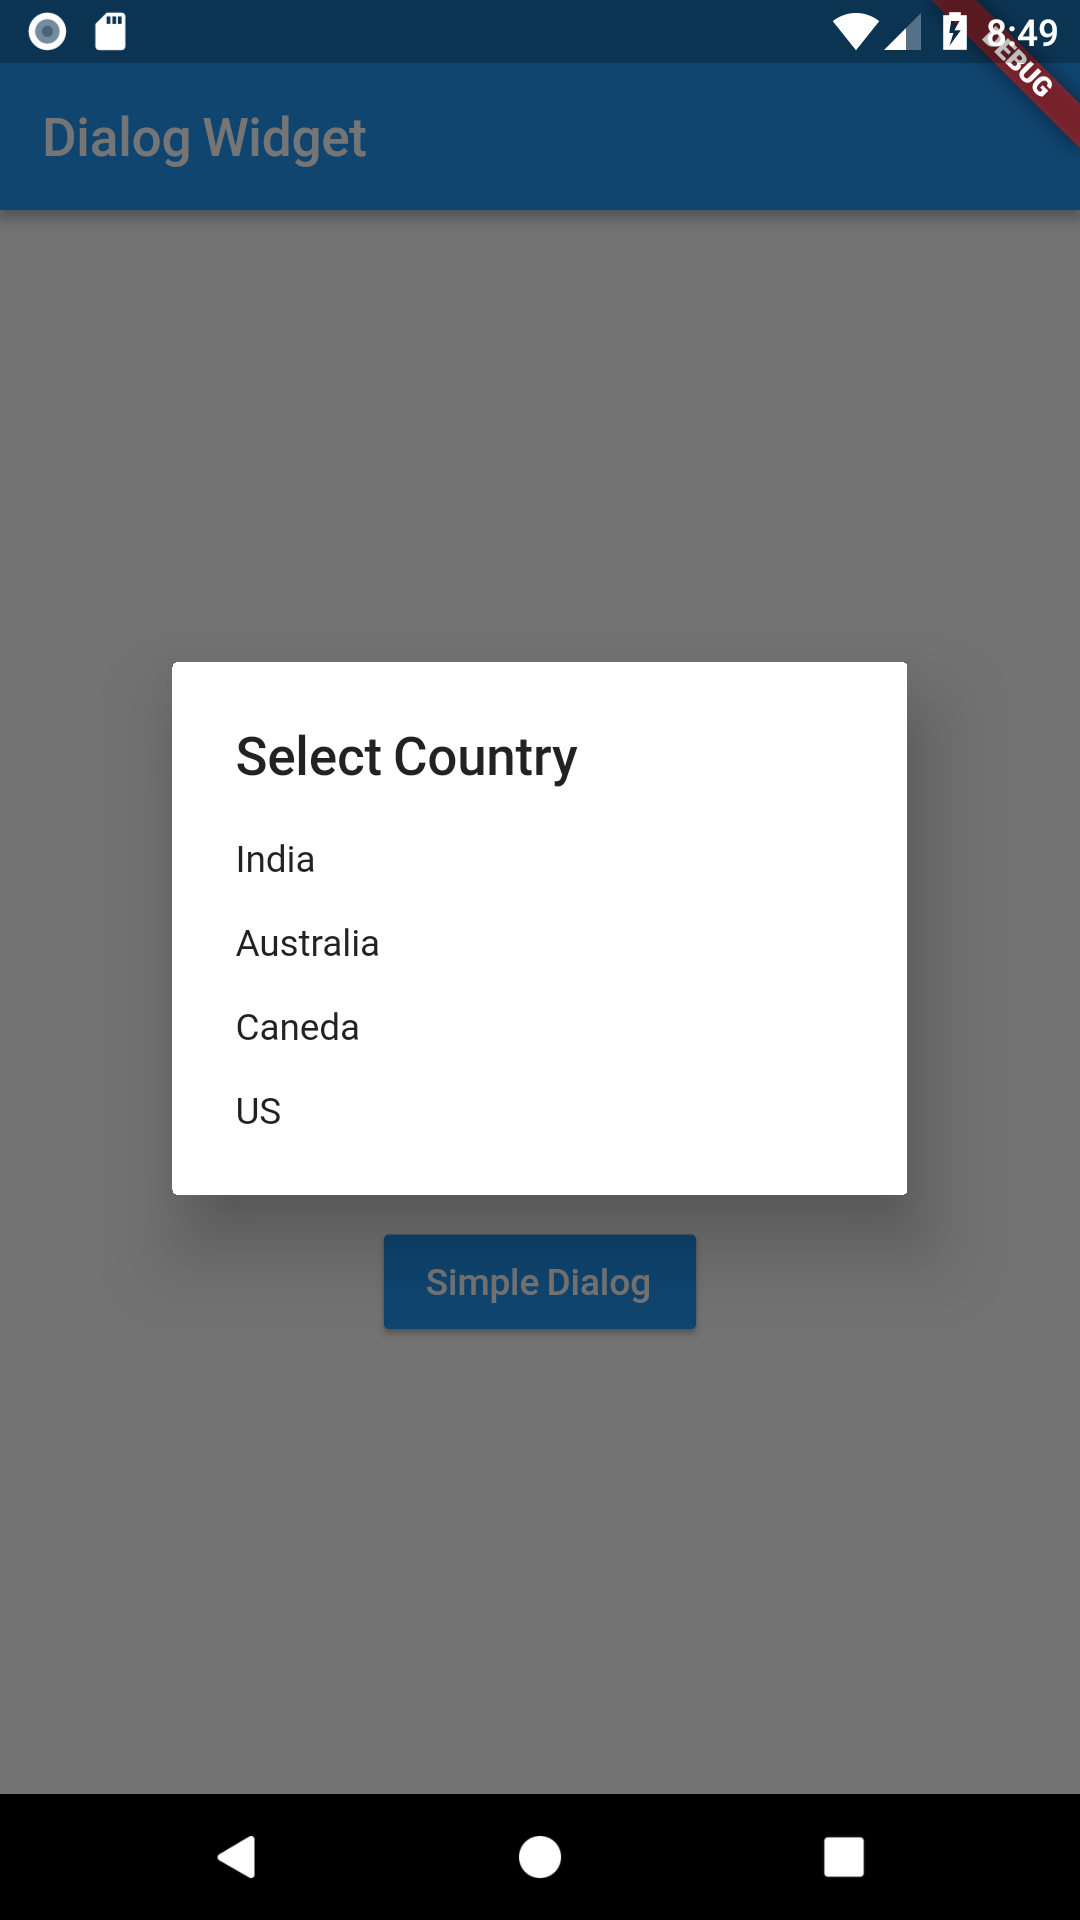 8:49
DEBUG
Dialog Widget
Select Country
India
Australia
Caneda
US
Simple Dialog